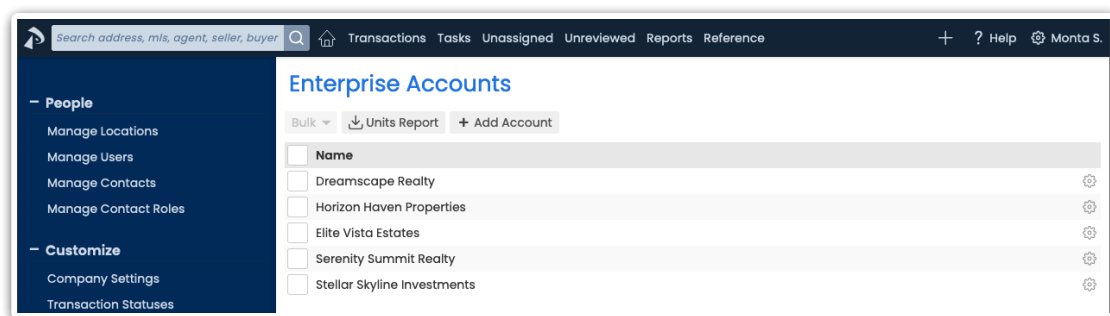 Search address, mls, agent, seller, buyer
Transactions Tasks Unassigned Unreviewed Reports Reference
+ ? Help Monta S.
− People
Manage Locations
Manage Users
Manage Contacts
Manage Contact Roles
− Customize
Company Settings
Transaction Statuses
Enterprise Accounts
Bulk Units Report + Add Account
Name
Dreamscape Realty
Horizon Haven Properties
Elite Vista Estates
Serenity Summit Realty
Stellar Skyline Investments